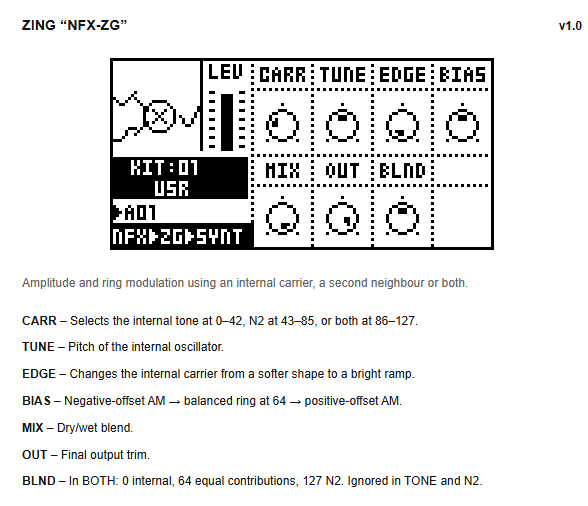 ZING “NFX-ZG”
v1.0
LEV CARR TUNE EDGE BIAS
KIT:01
USR
MIX OUT BLND
A01
NFX▶ZG▶SYNT
Amplitude and ring modulation using an internal carrier, a second neighbour or both.
CARR – Selects the internal tone at 0–42, N2 at 43–85, or both at 86–127.
TUNE – Pitch of the internal oscillator.
EDGE – Changes the internal carrier from a softer shape to a bright ramp.
BIAS – Negative-offset AM → balanced ring at 64 → positive-offset AM.
MIX – Dry/wet blend.
OUT – Final output trim.
BLND – In BOTH: 0 internal, 64 equal contributions, 127 N2. Ignored in TONE and N2.